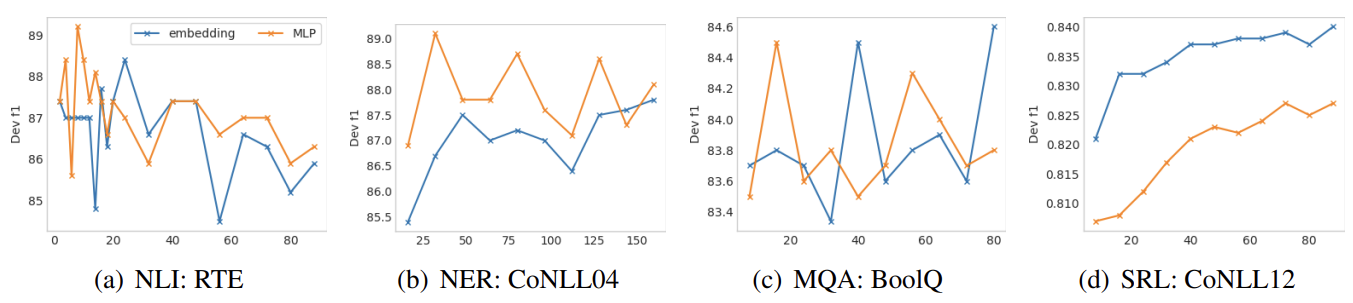 embedding MLP
Dev f1
89
88
87
86
85
0 20 40 60 80
(a) NLI: RTE
Dev f1
89.0
88.5
88.0
87.5
87.0
86.5
86.0
85.5
25 50 75 100 125 150
(b) NER: CoNLL04
Dev f1
84.6
84.4
84.2
84.0
83.8
83.6
83.4
20 40 60 80
(c) MQA: BoolQ
Dev f1
0.840
0.835
0.830
0.825
0.820
0.815
0.810
20 40 60 80
(d) SRL: CoNLL12